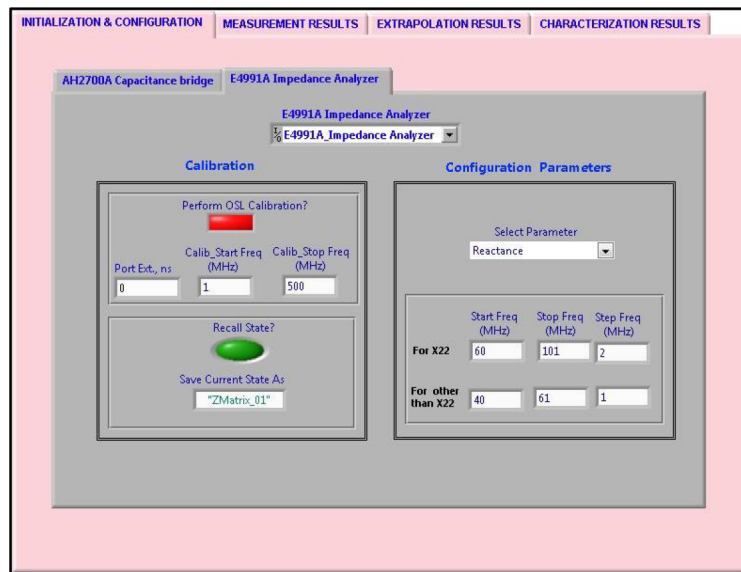 INITIALIZATION & CONFIGURATION
MEASUREMENT RESULTS
EXTRAPOLATION RESULTS
CHARACTERIZATION RESULTS
AH2700A Capacitance bridge
E4991A Impedance Analyzer
E4991A Impedance Analyzer
I/O E4991A_Impedance Analyzer
Calibration
Perform OSL Calibration?
Port Ext., ns
Calib_Start Freq
(MHz)
Calib_Stop Freq
(MHz)
0
1
500
Recall State?
Save Current State As
"ZMatrix_01"
Configuration Parameters
Select Parameter
Reactance
Start Freq
(MHz)
Stop Freq
(MHz)
Step Freq
(MHz)
For X22
60
101
2
For other
than X22
40
61
1